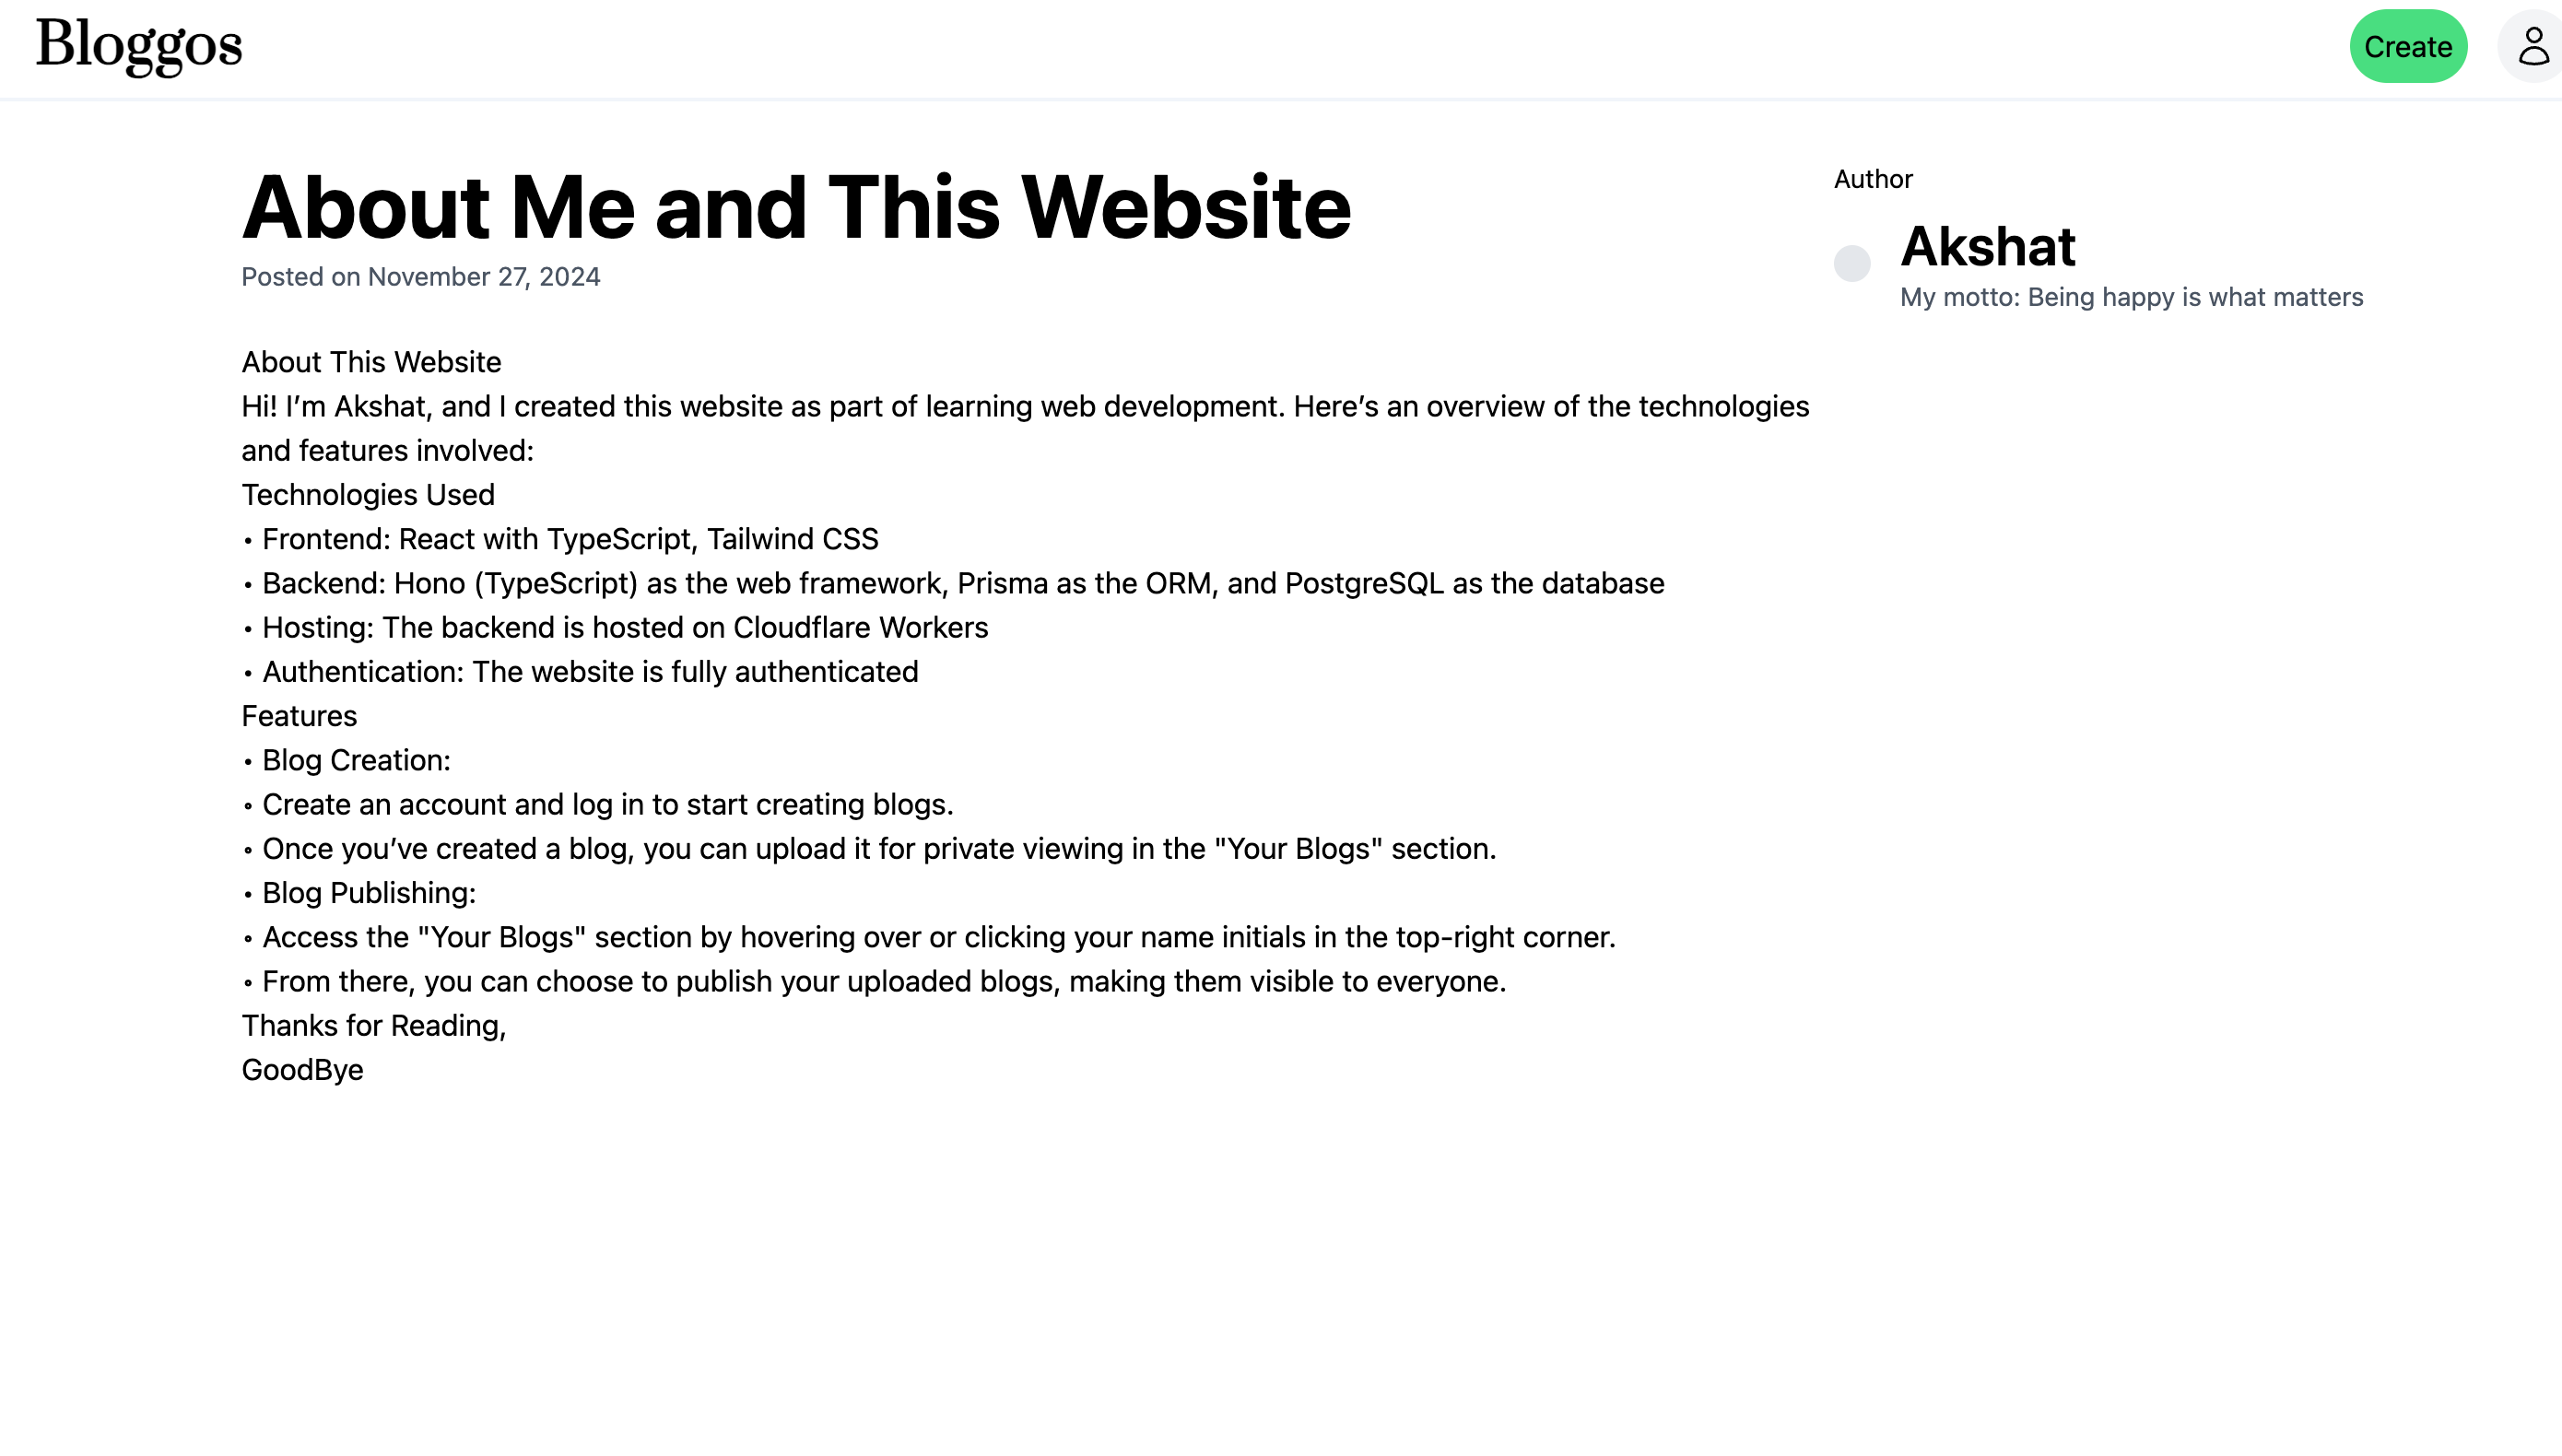 Bloggos
Create
About Me and This Website
Posted on November 27, 2024
Author
Akshat
My motto: Being happy is what matters
About This Website
Hi! I’m Akshat, and I created this website as part of learning web development. Here’s an overview of the technologies
and features involved:
Technologies Used
• Frontend: React with TypeScript, Tailwind CSS
• Backend: Hono (TypeScript) as the web framework, Prisma as the ORM, and PostgreSQL as the database
• Hosting: The backend is hosted on Cloudflare Workers
• Authentication: The website is fully authenticated
Features
• Blog Creation:
∘ Create an account and log in to start creating blogs.
∘ Once you’ve created a blog, you can upload it for private viewing in the "Your Blogs" section.
• Blog Publishing:
∘ Access the "Your Blogs" section by hovering over or clicking your name initials in the top-right corner.
∘ From there, you can choose to publish your uploaded blogs, making them visible to everyone.
Thanks for Reading,
GoodBye